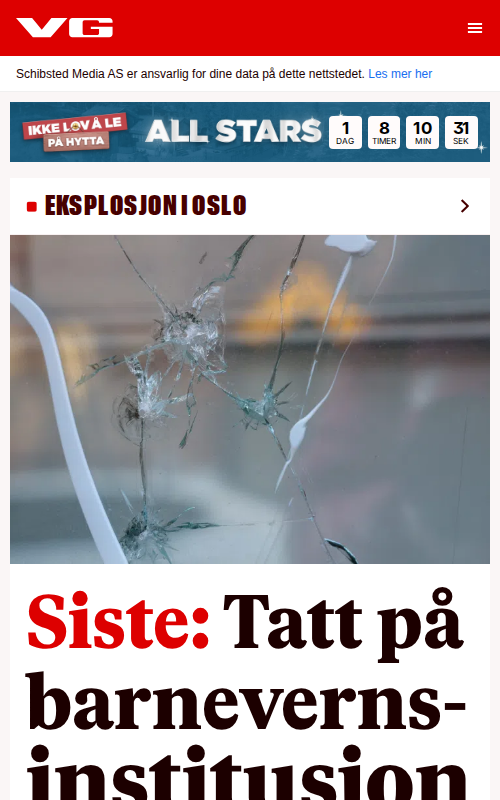 VG
Schibsted Media AS er ansvarlig for dine data på dette nettstedet. Les mer her
IKKE LOV Å LE
PÅ HYTTA
ALL STARS
1 8 10 31
DAG TIMER MIN SEK
EKSPLOSJON I OSLO
Siste: Tatt på
barneverns-
institusjon